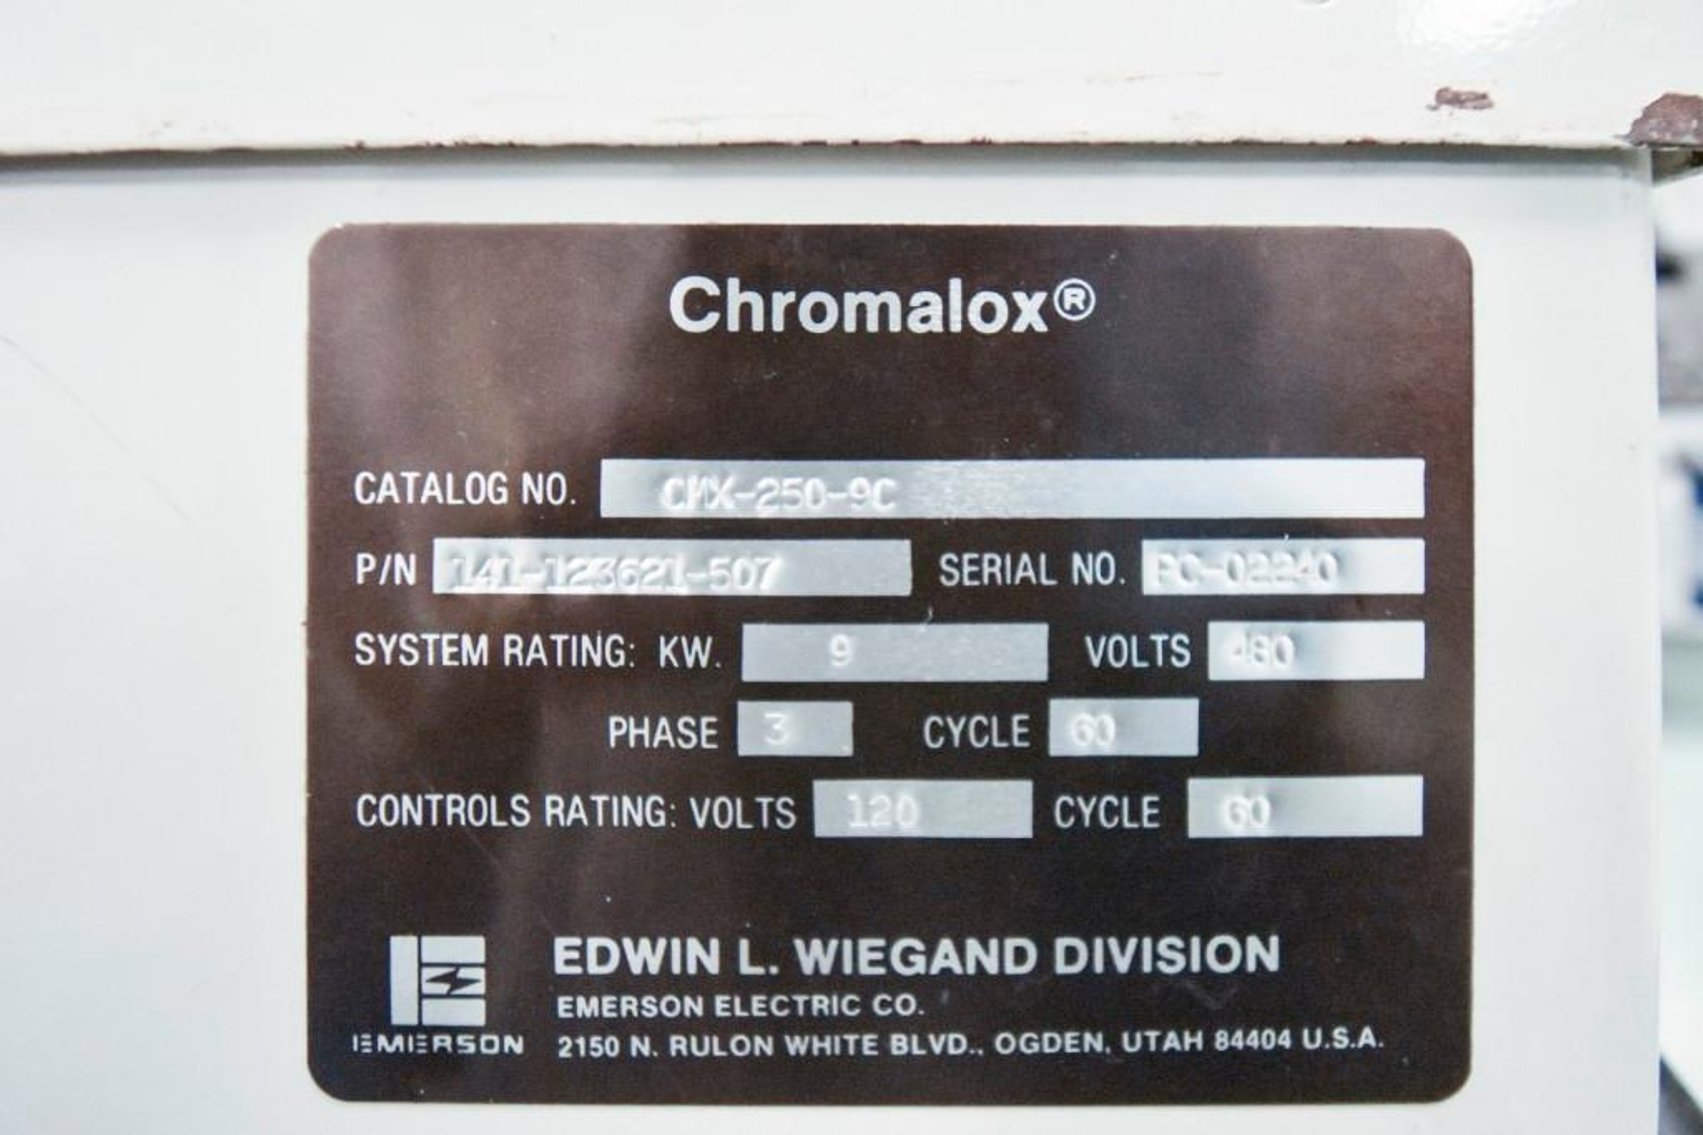 Chromalox®
CATALOG NO. CMX-250-9C
P/N 141-123621-507 SERIAL NO. PC-02240
SYSTEM RATING: KW. 9 VOLTS 480
PHASE 3 CYCLE 60
CONTROLS RATING: VOLTS 120 CYCLE 60
EDWIN L. WIEGAND DIVISION
EMERSON ELECTRIC CO.
EMERSON 2150 N. RULON WHITE BLVD., OGDEN, UTAH 84404 U.S.A.